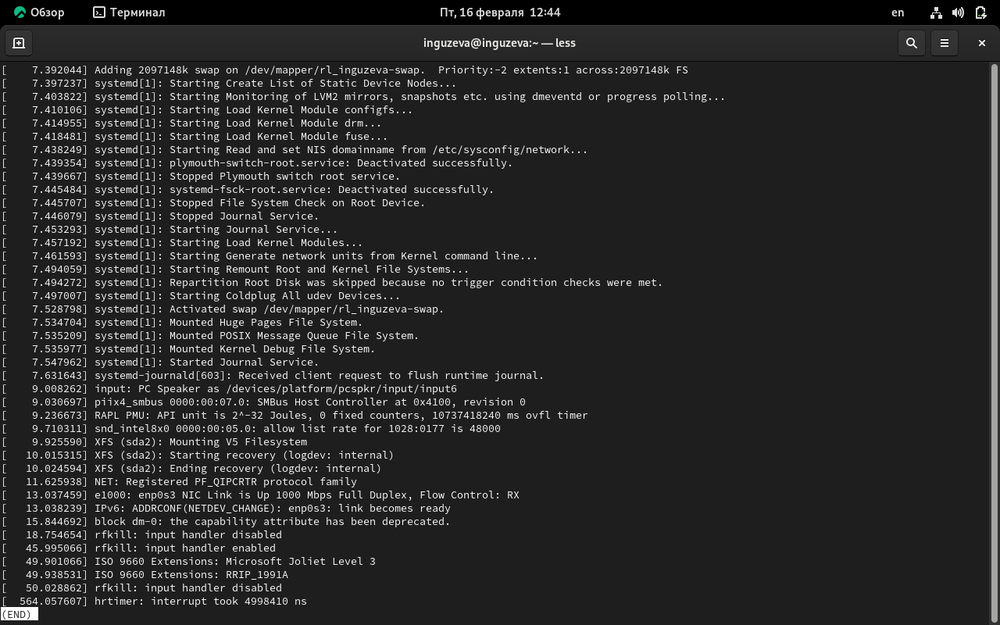 Обзор Терминал Пт, 16 февраля 12:44 en
inguzeva@inguzeva:~ — less
[    7.392044] Adding 2097148k swap on /dev/mapper/rl_inguzeva-swap.  Priority:-2 extents:1 across:2097148k FS
[    7.397237] systemd[1]: Starting Create List of Static Device Nodes...
[    7.403822] systemd[1]: Starting Monitoring of LVM2 mirrors, snapshots etc. using dmeventd or progress polling...
[    7.410106] systemd[1]: Starting Load Kernel Module configfs...
[    7.414955] systemd[1]: Starting Load Kernel Module drm...
[    7.418481] systemd[1]: Starting Load Kernel Module fuse...
[    7.438249] systemd[1]: Starting Read and set NIS domainname from /etc/sysconfig/network...
[    7.439354] systemd[1]: plymouth-switch-root.service: Deactivated successfully.
[    7.439667] systemd[1]: Stopped Plymouth switch root service.
[    7.445484] systemd[1]: systemd-fsck-root.service: Deactivated successfully.
[    7.445707] systemd[1]: Stopped File System Check on Root Device.
[    7.446079] systemd[1]: Stopped Journal Service.
[    7.453293] systemd[1]: Starting Journal Service...
[    7.457192] systemd[1]: Starting Load Kernel Modules...
[    7.461593] systemd[1]: Starting Generate network units from Kernel command line...
[    7.494059] systemd[1]: Starting Remount Root and Kernel File Systems...
[    7.494272] systemd[1]: Repartition Root Disk was skipped because no trigger condition checks were met.
[    7.497007] systemd[1]: Starting Coldplug All udev Devices...
[    7.528798] systemd[1]: Activated swap /dev/mapper/rl_inguzeva-swap.
[    7.534704] systemd[1]: Mounted Huge Pages File System.
[    7.535209] systemd[1]: Mounted POSIX Message Queue File System.
[    7.535977] systemd[1]: Mounted Kernel Debug File System.
[    7.547962] systemd[1]: Started Journal Service.
[    7.631643] systemd-journald[603]: Received client request to flush runtime journal.
[    9.008262] input: PC Speaker as /devices/platform/pcspkr/input/input6
[    9.030697] piix4_smbus 0000:00:07.0: SMBus Host Controller at 0x4100, revision 0
[    9.236673] RAPL PMU: API unit is 2^-32 Joules, 0 fixed counters, 10737418240 ms ovfl timer
[    9.710311] snd_intel8x0 0000:00:05.0: allow list rate for 1028:0177 is 48000
[    9.925590] XFS (sda2): Mounting V5 Filesystem
[   10.015315] XFS (sda2): Starting recovery (logdev: internal)
[   10.024594] XFS (sda2): Ending recovery (logdev: internal)
[   11.625938] NET: Registered PF_QIPCRTR protocol family
[   13.037459] e1000: enp0s3 NIC Link is Up 1000 Mbps Full Duplex, Flow Control: RX
[   13.038239] IPv6: ADDRCONF(NETDEV_CHANGE): enp0s3: link becomes ready
[   15.844692] block dm-0: the capability attribute has been deprecated.
[   18.754654] rfkill: input handler disabled
[   45.995066] rfkill: input handler enabled
[   49.901066] ISO 9660 Extensions: Microsoft Joliet Level 3
[   49.938531] ISO 9660 Extensions: RRIP_1991A
[   50.028862] rfkill: input handler disabled
[  564.057607] hrtimer: interrupt took 4998410 ns
(END)